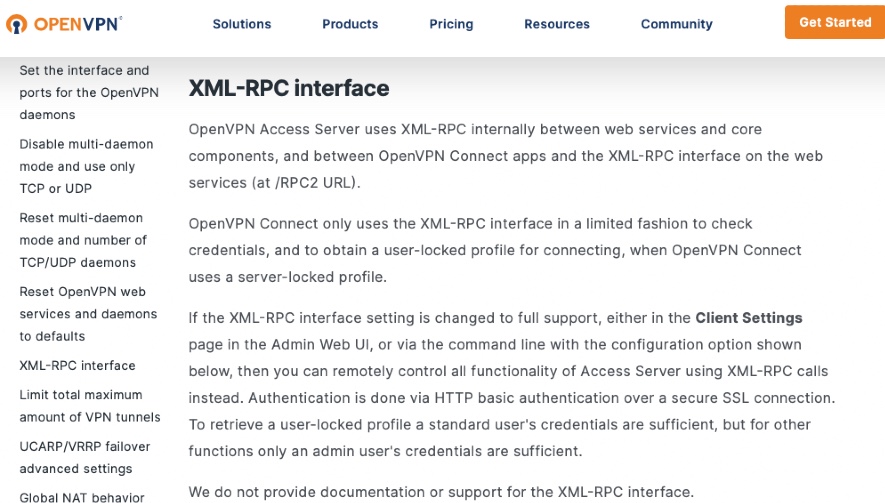 OPENVPN
Solutions
Products
Pricing
Resources
Community
Get Started
Set the interface and
ports for the OpenVPN
daemons
Disable multi-daemon
mode and use only
TCP or UDP
Reset multi-daemon
mode and number of
TCP/UDP daemons
Reset OpenVPN web
services and daemons
to defaults
XML-RPC interface
Limit total maximum
amount of VPN tunnels
UCARP/VRRP failover
advanced settings
Global NAT behavior
XML-RPC interface
OpenVPN Access Server uses XML-RPC internally between web services and core
components, and between OpenVPN Connect apps and the XML-RPC interface on the web
services (at /RPC2 URL).
OpenVPN Connect only uses the XML-RPC interface in a limited fashion to check
credentials, and to obtain a user-locked profile for connecting, when OpenVPN Connect
uses a server-locked profile.
If the XML-RPC interface setting is changed to full support, either in the Client Settings
page in the Admin Web UI, or via the command line with the configuration option shown
below, then you can remotely control all functionality of Access Server using XML-RPC calls
instead. Authentication is done via HTTP basic authentication over a secure SSL connection.
To retrieve a user-locked profile a standard user's credentials are sufficient, but for other
functions only an admin user's credentials are sufficient.
We do not provide documentation or support for the XML-RPC interface.